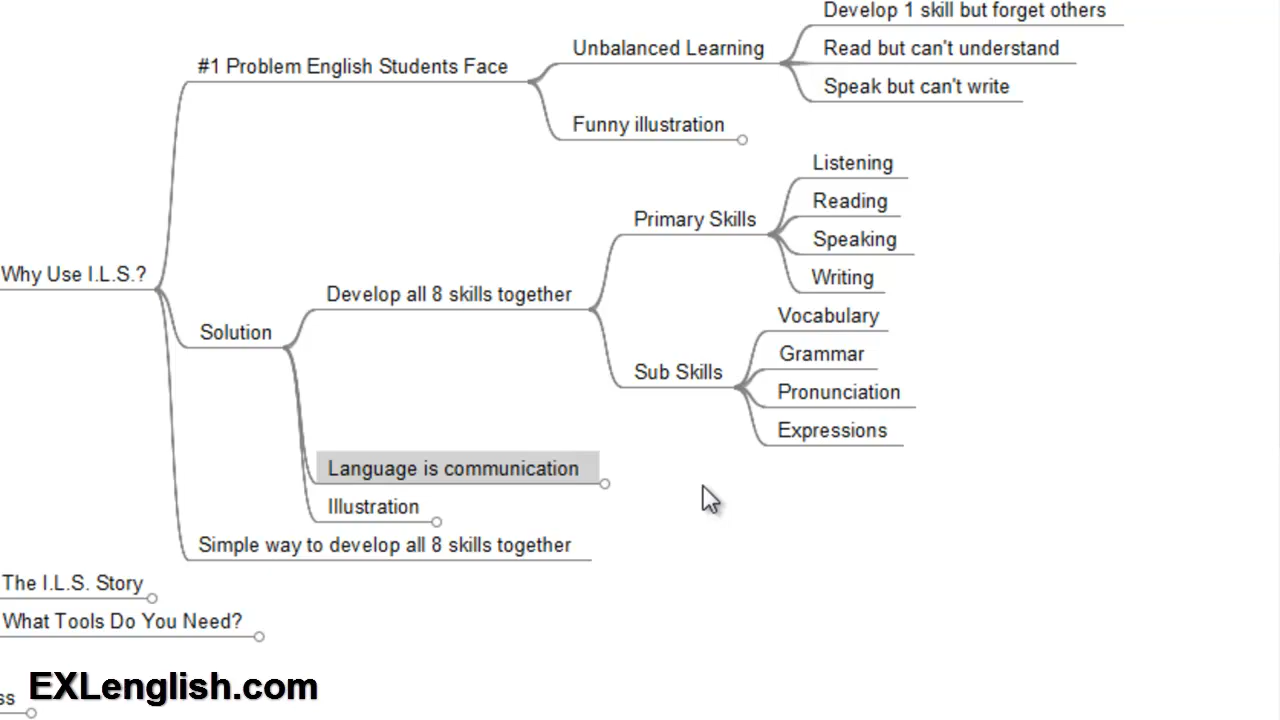 Develop 1 skill but forget others
Unbalanced Learning
Read but can't understand
#1 Problem English Students Face
Speak but can't write
Funny illustration
Listening
Reading
Primary Skills
Speaking
Why Use I.L.S.?
Writing
Develop all 8 skills together
Vocabulary
Solution
Grammar
Sub Skills
Pronunciation
Expressions
Language is communication
Illustration
Simple way to develop all 8 skills together
The I.L.S. Story
What Tools Do You Need?
EXLenglish.com